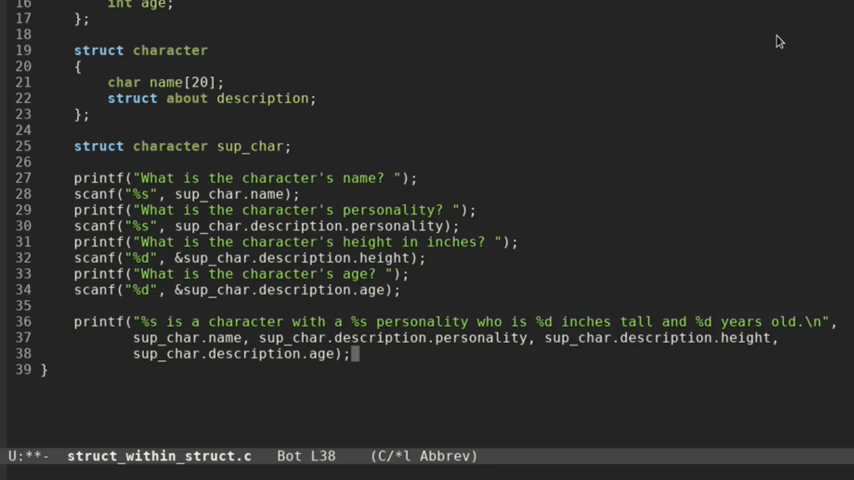 16         int age;
17     };
18
19     struct character
20     {
21         char name[20];
22         struct about description;
23     };
24
25     struct character sup_char;
26
27     printf("What is the character's name? ");
28     scanf("%s", sup_char.name);
29     printf("What is the character's personality? ");
30     scanf("%s", sup_char.description.personality);
31     printf("What is the character's height in inches? ");
32     scanf("%d", &sup_char.description.height);
33     printf("What is the character's age? ");
34     scanf("%d", &sup_char.description.age);
35
36     printf("%s is a character with a %s personality who is %d inches tall and %d years old.\n",
37            sup_char.name, sup_char.description.personality, sup_char.description.height,
38            sup_char.description.age);
39 }
U:**-  struct_within_struct.c   Bot L38    (C/*l Abbrev)